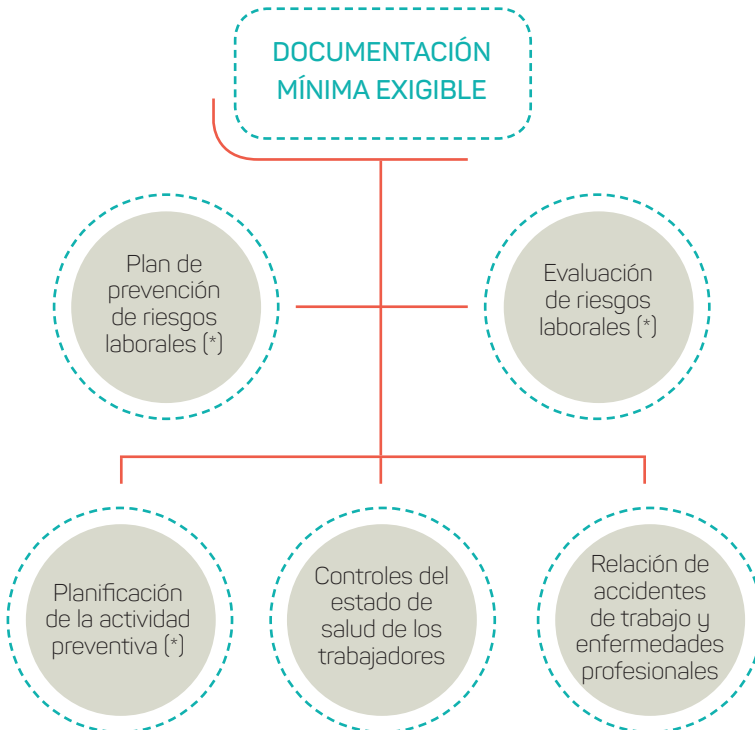 DOCUMENTACIÓN
MÍNIMA EXIGIBLE
Plan de
prevención
de riesgos
laborales (*)
Evaluación
de riesgos
laborales (*)
Planificación
de la actividad
preventiva (*)
Controles del
estado de
salud de los
trabajadores
Relación de
accidentes
de trabajo y
enfermedades
profesionales